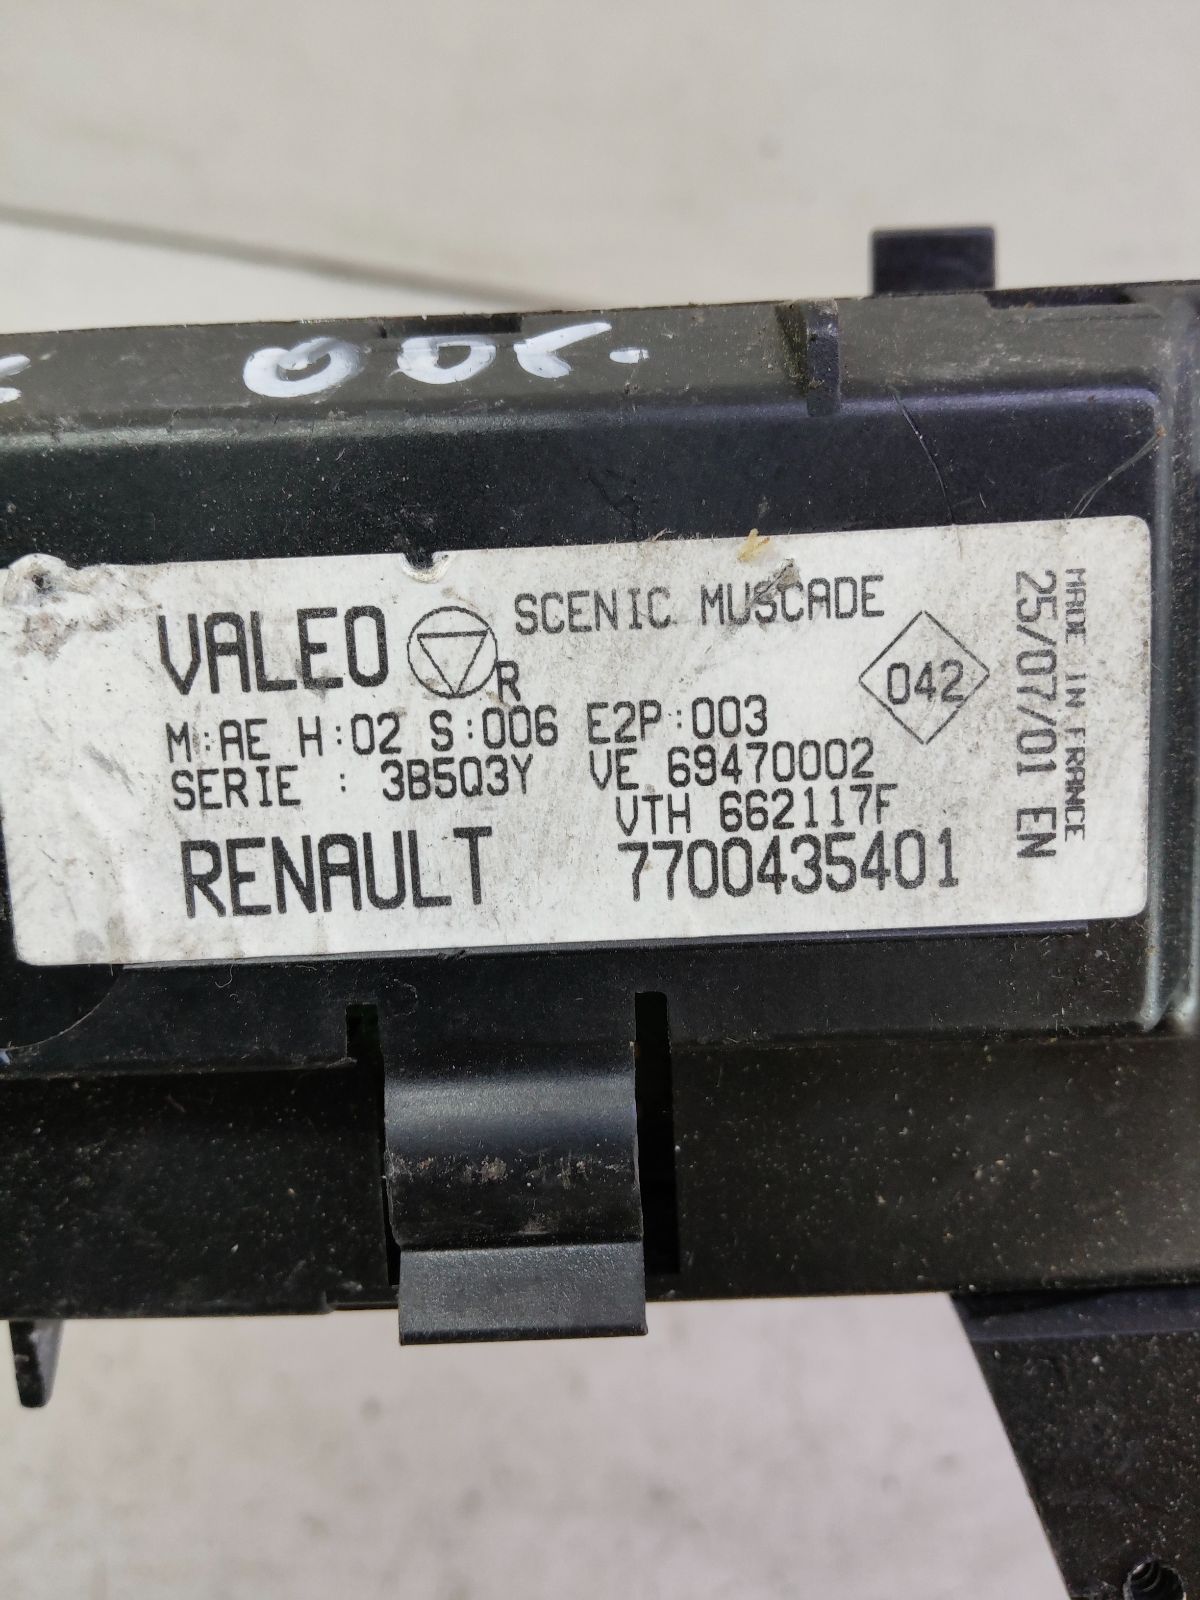 00г.
VALEO R SCENIC MUSCADE
042
M:AE H:02 S:006 E2P:003
SERIE : 3B5Q3Y VE 69470002
VTH 662117F
RENAULT 7700435401
MADE IN FRANCE
25/07/01 EN